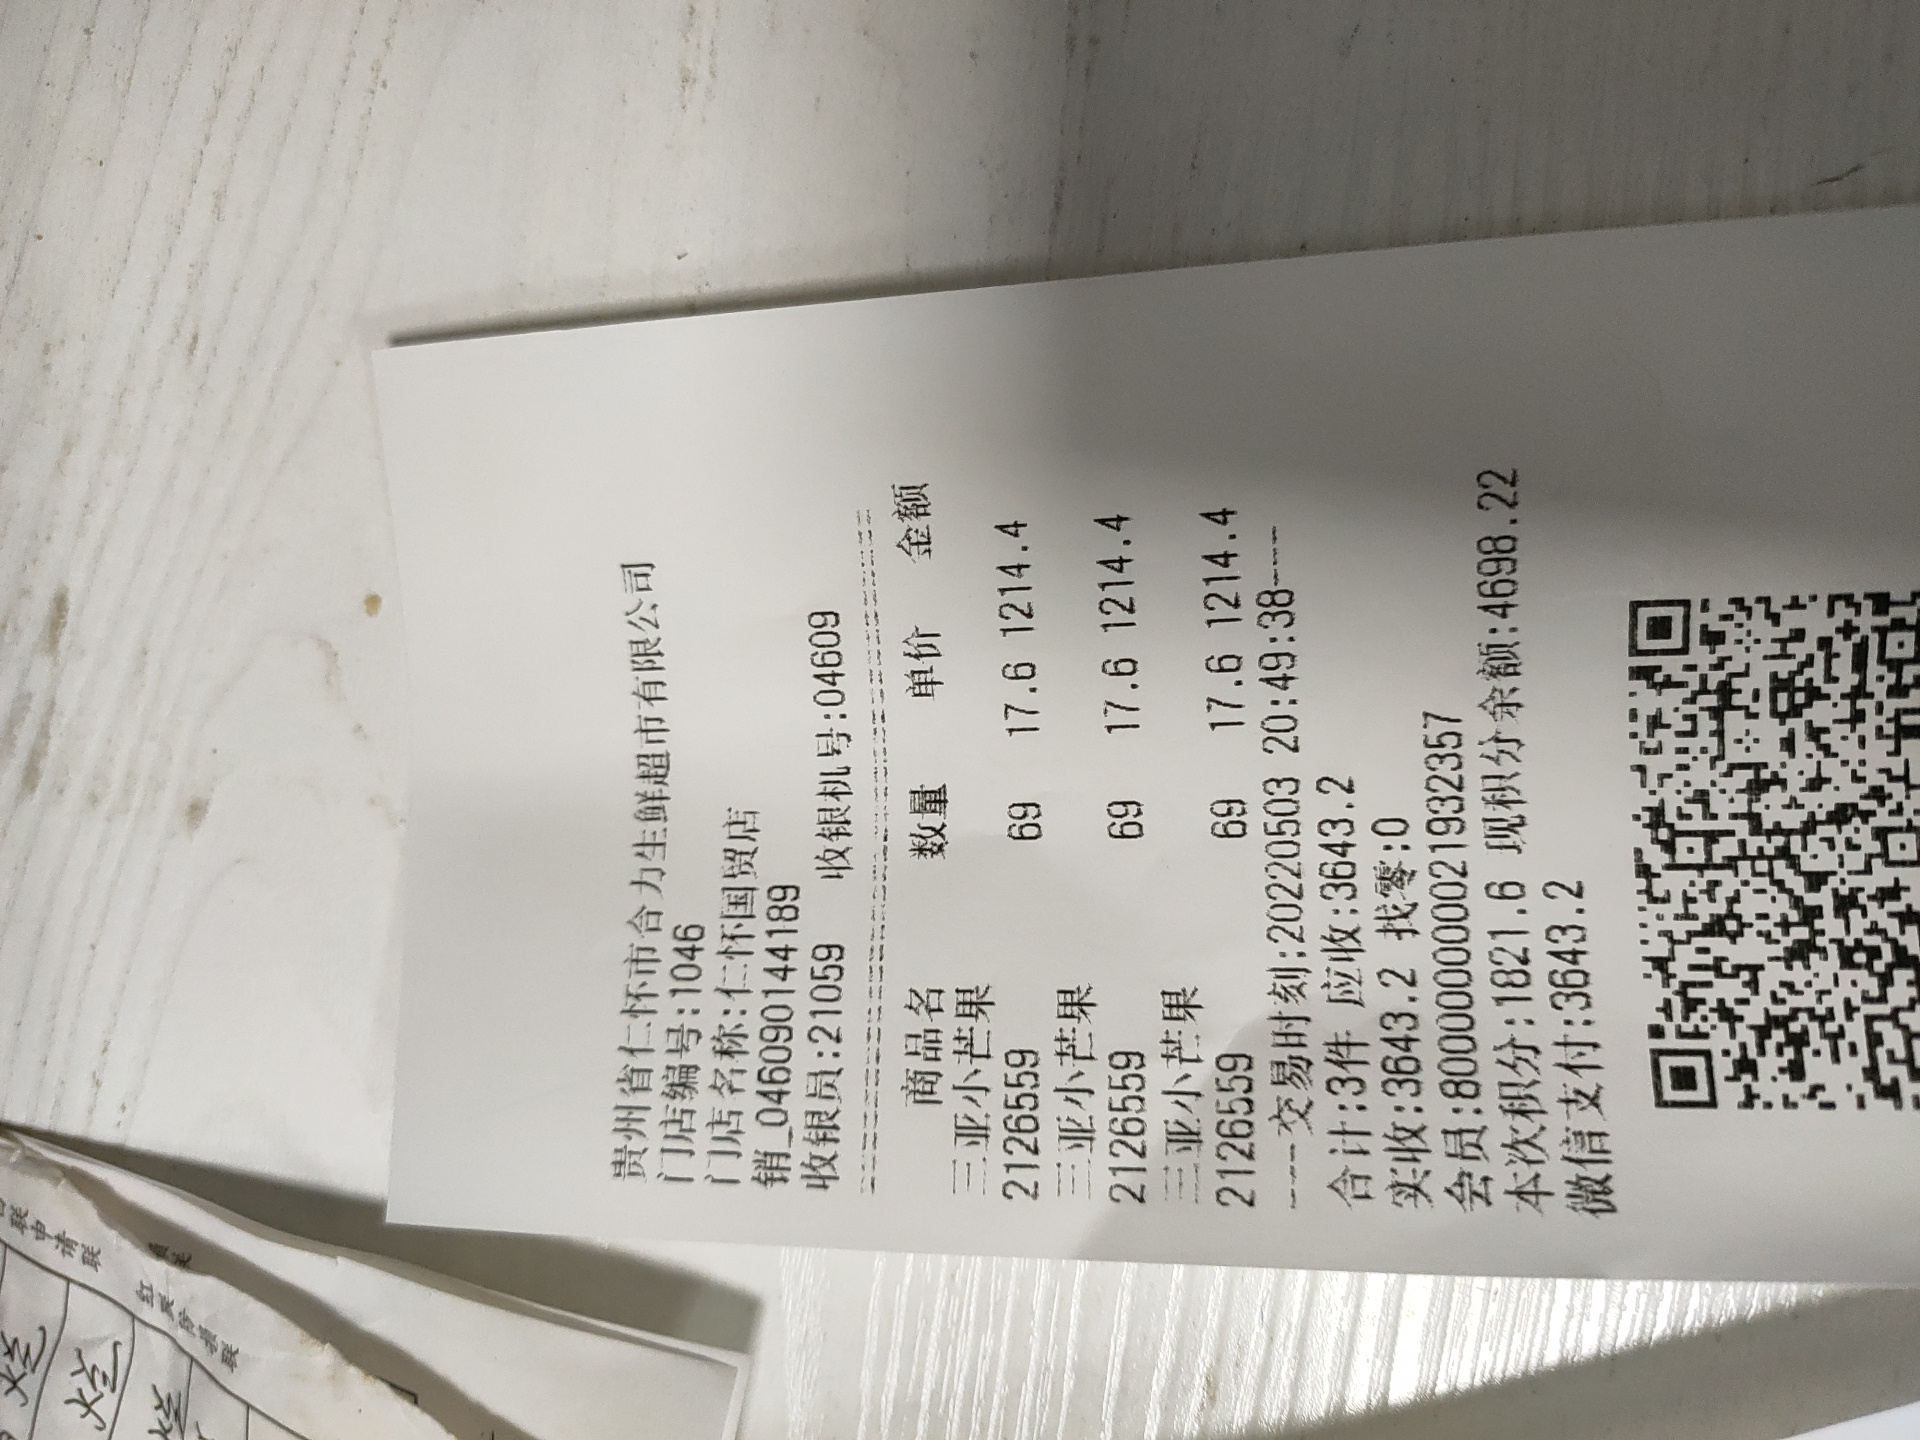 贵州省仁怀市合力生鲜超市有限公司
门店编号:1046
门店名称:仁怀国贸店
销_0460901144189
收银员:21059 收银机号:04609
商品名 数量 单价 金额
三亚小芒果
2126559 69 17.6 1214.4
三亚小芒果
2126559 69 17.6 1214.4
三亚小芒果
2126559 69 17.6 1214.4
----交易时刻:20220503 20:49:38----
合计:3件 应收:3643.2
实收:3643.2 找零:0
会员:8000000000021932357
本次积分:1821.6 现积分余额:4698.22
微信支付:3643.2